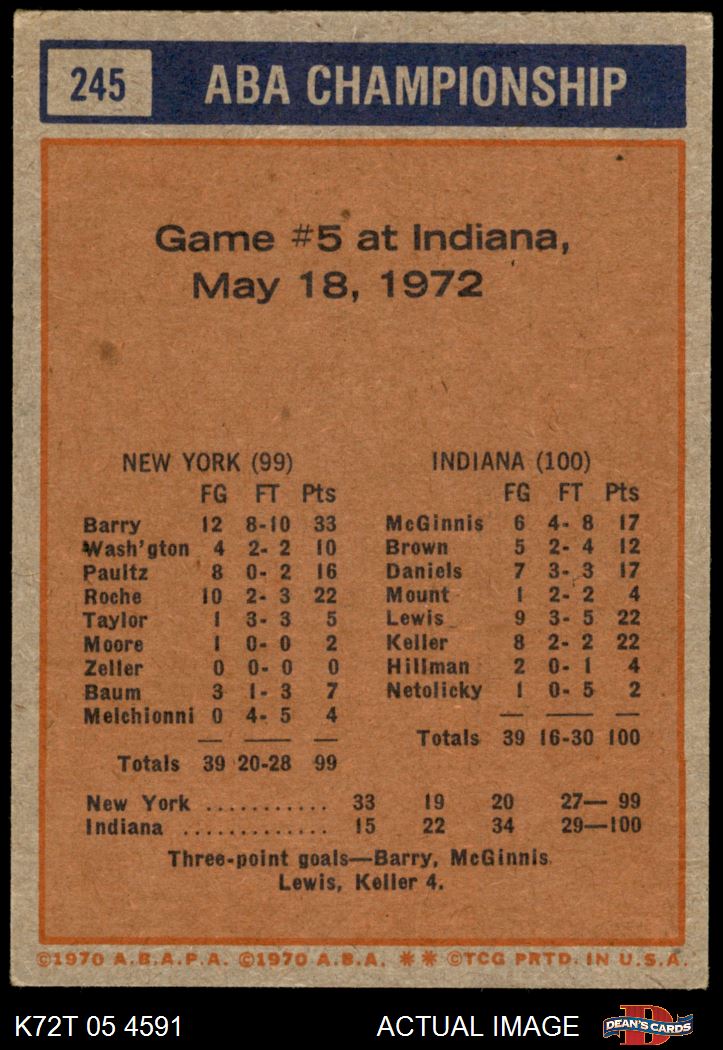 245 ABA CHAMPIONSHIP
Game #5 at Indiana,
May 18, 1972
NEW YORK (99)
FG FT Pts
Barry 12 8-10 33
Wash'gton 4 2- 2 10
Paultz 8 0- 2 16
Roche 10 2- 3 22
Taylor 1 3- 3 5
Moore 1 0- 0 2
Zeller 0 0- 0 0
Baum 3 1- 3 7
Melchionni 0 4- 5 4
Totals 39 20-28 99
INDIANA (100)
FG FT Pts
McGinnis 6 4- 8 17
Brown 5 2- 4 12
Daniels 7 3- 3 17
Mount 1 2- 2 4
Lewis 9 3- 5 22
Keller 8 2- 2 22
Hillman 2 0- 1 4
Netolicky 1 0- 5 2
Totals 39 16-30 100
New York ........... 33 19 20 27— 99
Indiana ............. 15 22 34 29—100
Three-point goals—Barry, McGinnis
Lewis, Keller 4.
©1970 A.B.A.P.A. ©1970 A.B.A. ** ©TCG PRTD. IN U.S.A.
K72T 05 4591 ACTUAL IMAGE D DEAN'S CARDS